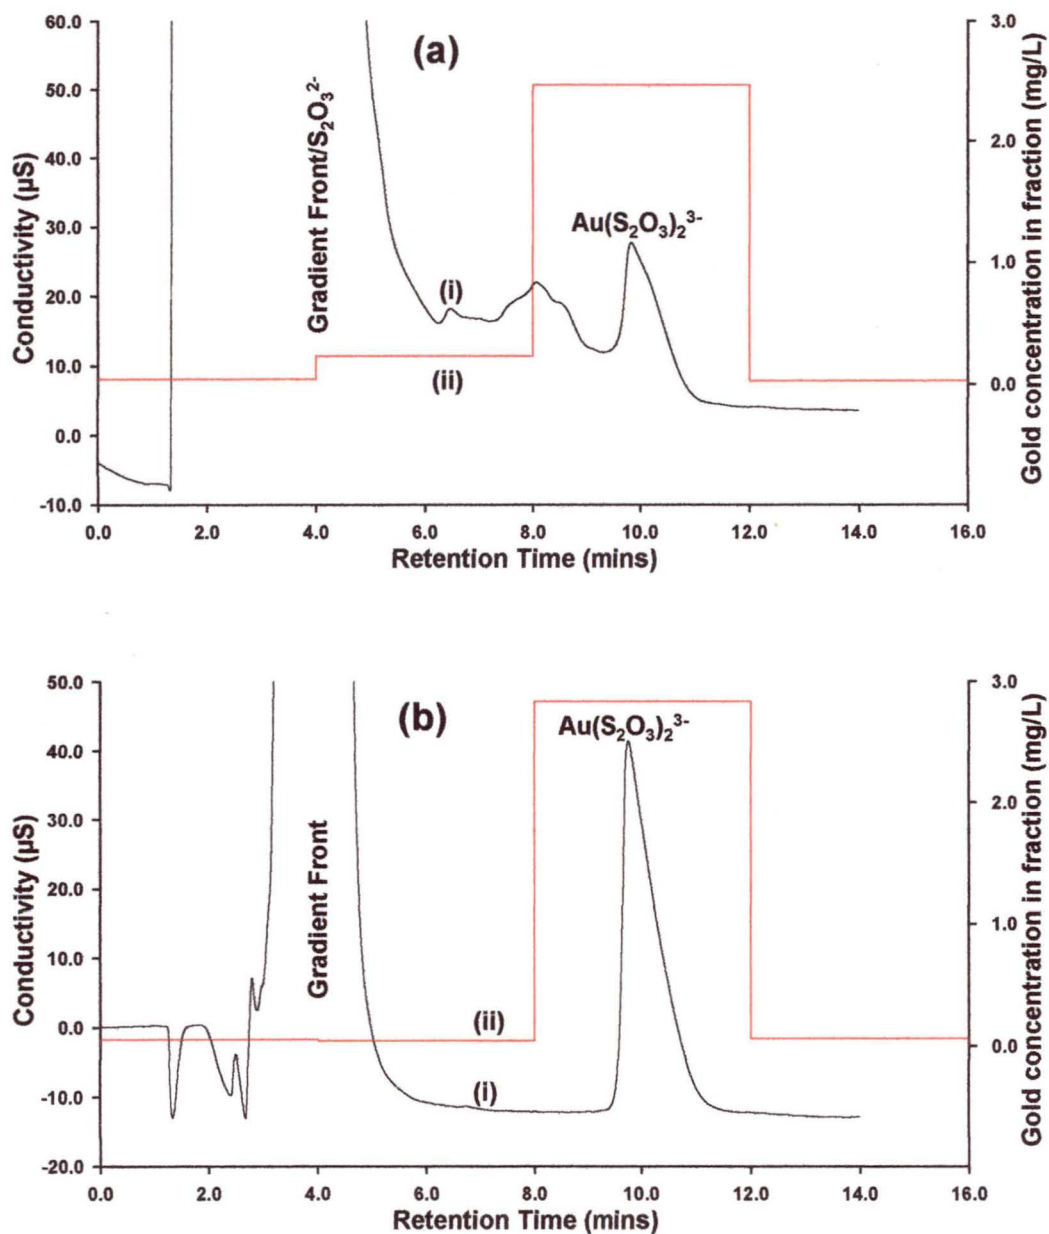 (a)
60.0
50.0
40.0
30.0
20.0
10.0
0.0
-10.0
Conductivity (µS)
Gradient Front/S₂O₃²⁻
(i)
(ii)
Au(S₂O₃)₂³⁻
3.0
2.0
1.0
0.0
Gold concentration in fraction (mg/L)
0.0 2.0 4.0 6.0 8.0 10.0 12.0 14.0 16.0
Retention Time (mins)
(b)
50.0
40.0
30.0
20.0
10.0
0.0
-10.0
-20.0
Conductivity (µS)
Gradient Front
Au(S₂O₃)₂³⁻
(ii)
(i)
3.0
2.0
1.0
0.0
Gold concentration in fraction (mg/L)
0.0 2.0 4.0 6.0 8.0 10.0 12.0 14.0 16.0
Retention Time (mins)